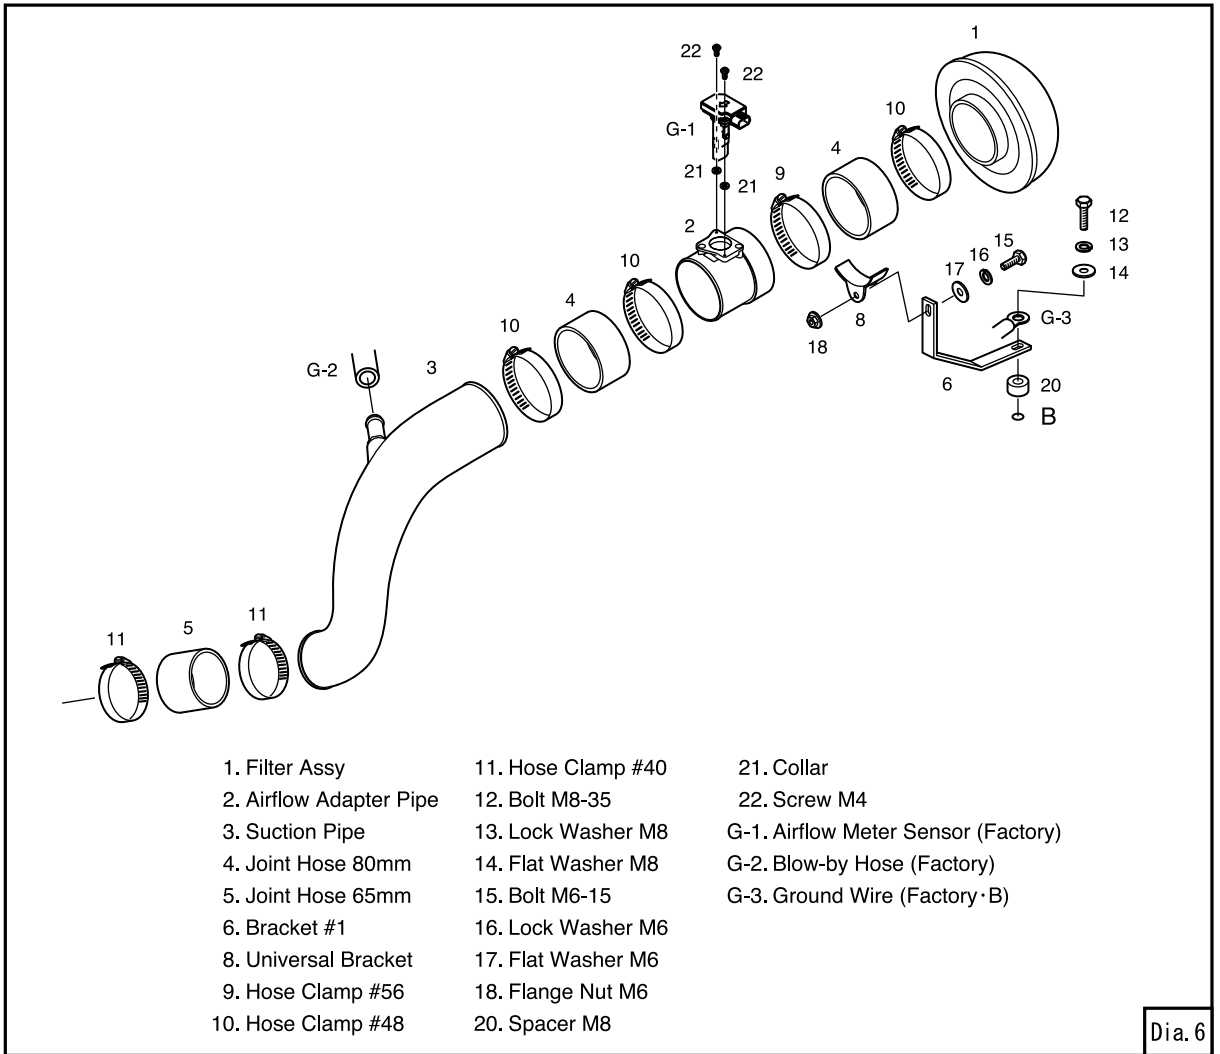 1
22
22
10
G-1
4
21
9
21
12
2
15
13
16
10
17
14
4
8
G-3
10
18
G-2
3
6
20
B
11
5
11
1. Filter Assy
2. Airflow Adapter Pipe
3. Suction Pipe
4. Joint Hose 80mm
5. Joint Hose 65mm
6. Bracket #1
8. Universal Bracket
9. Hose Clamp #56
10. Hose Clamp #48
11. Hose Clamp #40
12. Bolt M8-35
13. Lock Washer M8
14. Flat Washer M8
15. Bolt M6-15
16. Lock Washer M6
17. Flat Washer M6
18. Flange Nut M6
20. Spacer M8
21. Collar
22. Screw M4
G-1. Airflow Meter Sensor (Factory)
G-2. Blow-by Hose (Factory)
G-3. Ground Wire (Factory・B)
Dia. 6